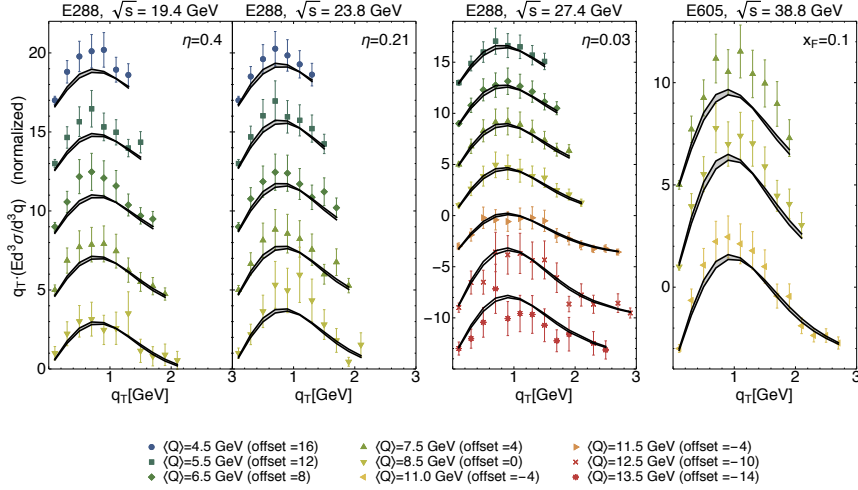 E288, √s = 19.4 GeV
E288, √s = 23.8 GeV
E288, √s = 27.4 GeV
E605, √s = 38.8 GeV
η=0.4
η=0.21
η=0.03
x_F=0.1
q_T·(Ed³σ/d³q) (normalized)
20
15
10
5
0
15
10
5
0
−5
−10
10
5
0
0 1 2 3
1 2 3
0 1 2 3
0 1 2 3
q_T[GeV]
q_T[GeV]
q_T[GeV]
q_T[GeV]
⟨Q⟩=4.5 GeV (offset =16)
⟨Q⟩=5.5 GeV (offset =12)
⟨Q⟩=6.5 GeV (offset =8)
⟨Q⟩=7.5 GeV (offset =4)
⟨Q⟩=8.5 GeV (offset =0)
⟨Q⟩=11.0 GeV (offset =−4)
⟨Q⟩=11.5 GeV (offset =−4)
⟨Q⟩=12.5 GeV (offset =−10)
⟨Q⟩=13.5 GeV (offset =−14)